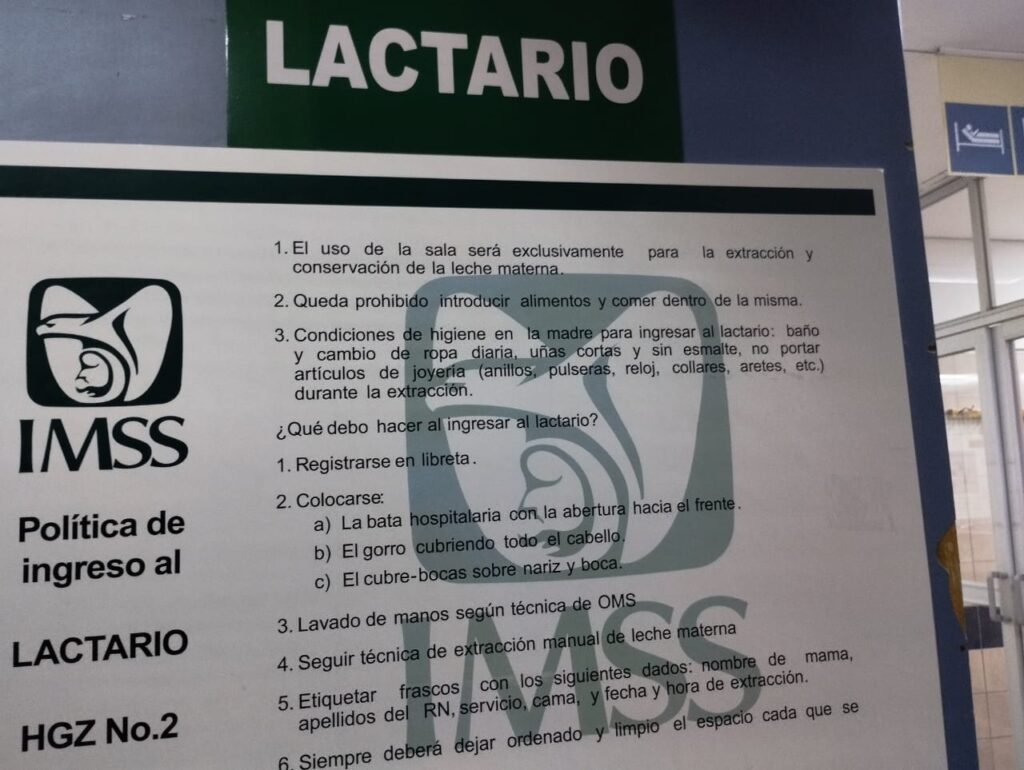 LACTARIO
1. El uso de la sala será exclusivamente para la extracción y
conservación de la leche materna.
2. Queda prohibido introducir alimentos y comer dentro de la misma.
3. Condiciones de higiene en la madre para ingresar al lactario: baño
y cambio de ropa diaria, uñas cortas y sin esmalte, no portar
artículos de joyería (anillos, pulseras, reloj, collares, aretes, etc.)
durante la extracción.
¿Qué debo hacer al ingresar al lactario?
1. Registrarse en libreta.
2. Colocarse:
a) La bata hospitalaria con la abertura hacia el frente.
b) El gorro cubriendo todo el cabello.
c) El cubre-bocas sobre nariz y boca.
3. Lavado de manos según técnica de OMS
4. Seguir técnica de extracción manual de leche materna
5. Etiquetar frascos con los siguientes datos: nombre de mama,
apellidos del RN, servicio, cama, y fecha y hora de extracción.
6. Siempre deberá dejar ordenado y limpio el espacio cada que se
IMSS
Política de
ingreso al
LACTARIO
HGZ No.2
IMSS